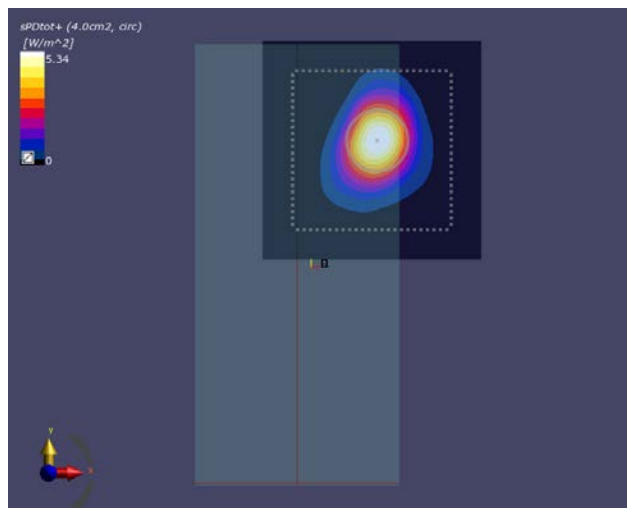 sPDtot+ (4.0cm2, circ)
[W/m^2]
5.34
0
y
x